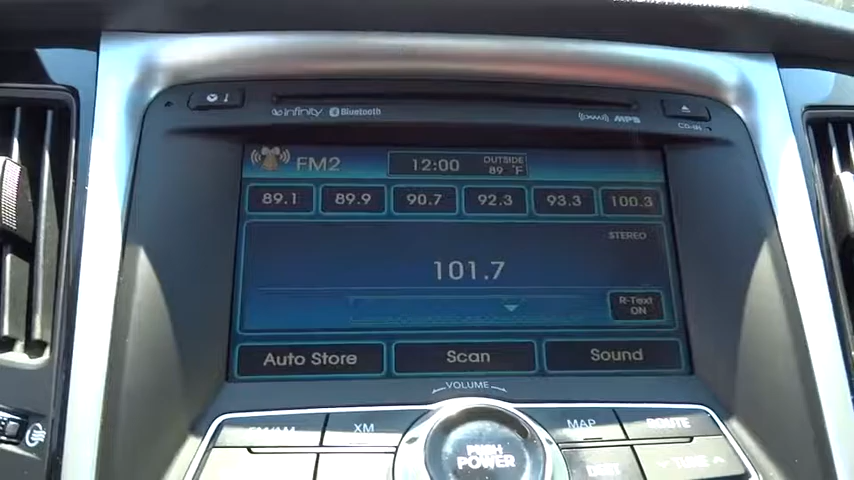 infinity Bluetooth
XM MP3
CD-IN
FM2 12:00 OUTSIDE 89 °F
89.1 89.9 90.7 92.3 93.3 100.3
STEREO
101.7
R-Text
ON
Auto Store Scan Sound
VOLUME
FM/AM XM MAP ROUTE
PUSH
POWER
DEST TUNE